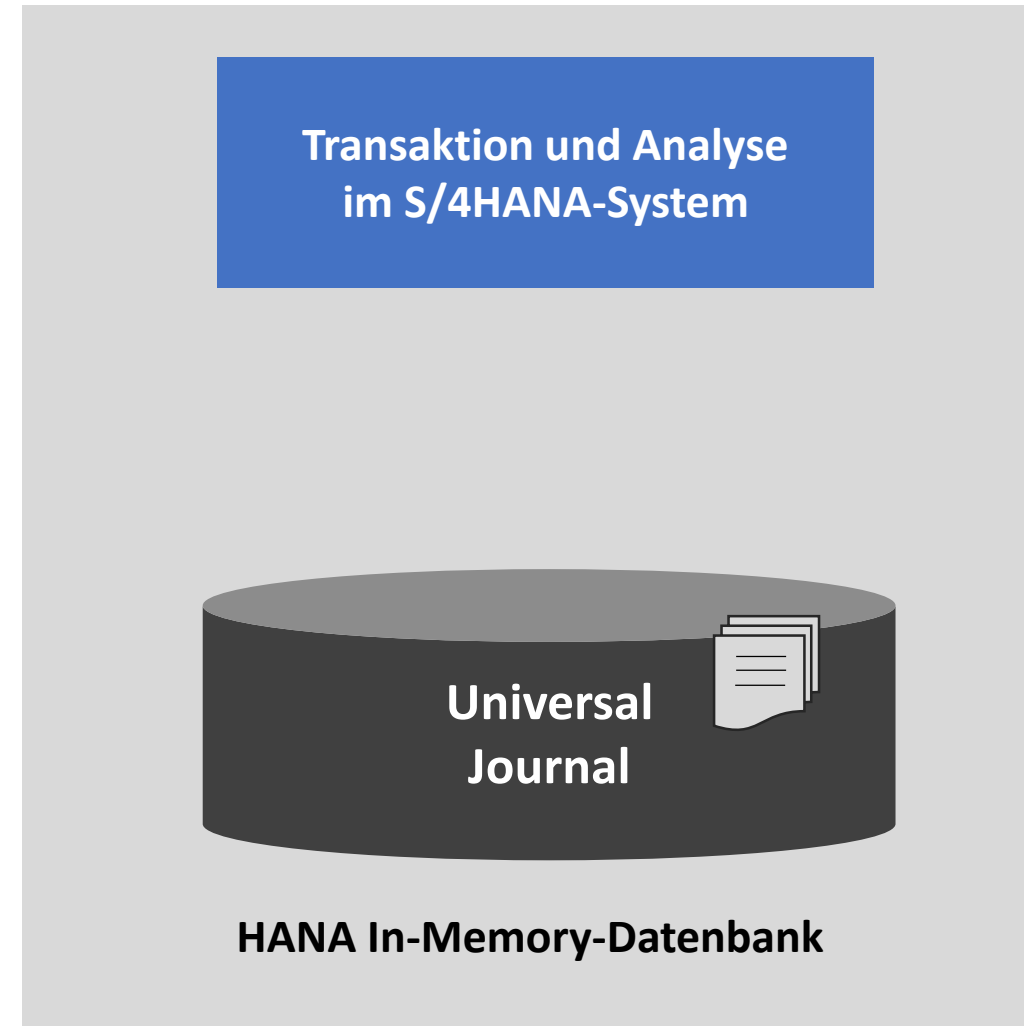 Transaktion und Analyse
im S/4HANA-System
Universal
Journal
HANA In-Memory-Datenbank